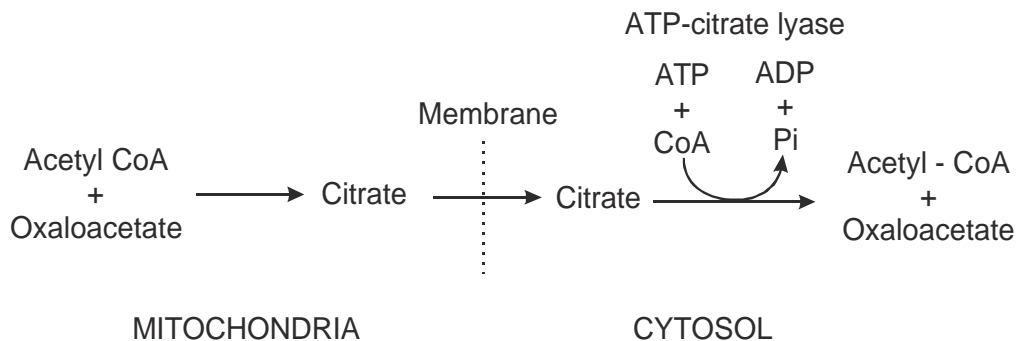 ATP-citrate lyase
ATP ADP
+ +
CoA Pi
Membrane
Acetyl CoA
+
Oxaloacetate
Citrate
Citrate
Acetyl - CoA
+
Oxaloacetate
MITOCHONDRIA
CYTOSOL